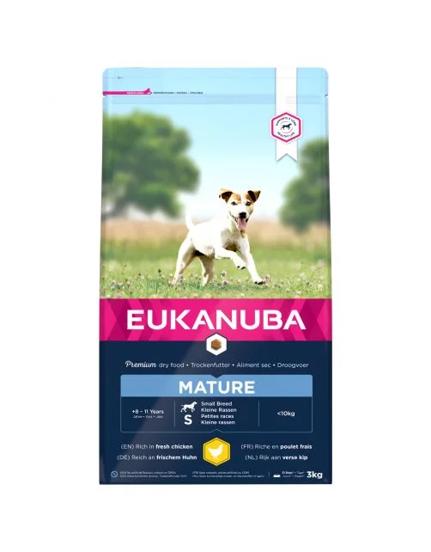 EUKANUBA
Premium dry food • Trockenfutter • Aliment sec • Droogvoer
MATURE
+8 - 11 Years
S
Small Breed
Kleine Rassen
Petites races
Kleine rassen
<10kg
(EN) Rich in fresh chicken
(FR) Riche en poulet frais
(DE) Reich an frischem Huhn
(NL) Rijk aan verse kip
3kg